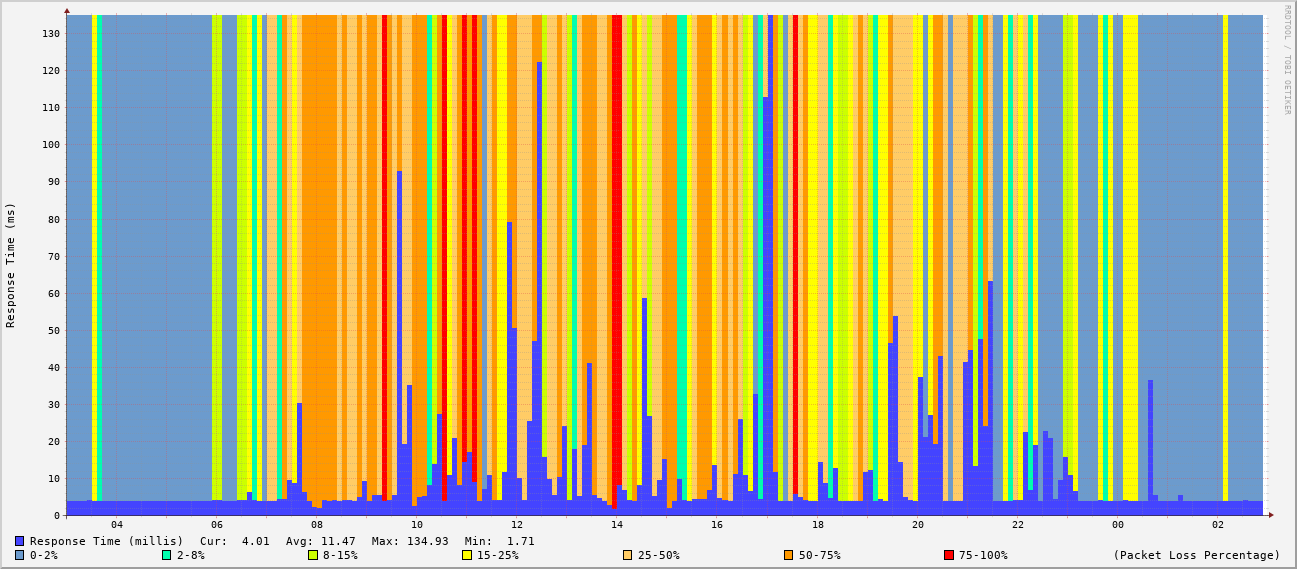 RRDTOOL / TOBI OETIKER
Response Time (ms)
130
120
110
100
90
80
70
60
50
40
30
20
10
0
04 06 08 10 12 14 16 18 20 22 00 02
Response Time (millis) Cur: 4.01 Avg: 11.47 Max: 134.93 Min: 1.71
0-2% 2-8% 8-15% 15-25% 25-50% 50-75% 75-100% (Packet Loss Percentage)